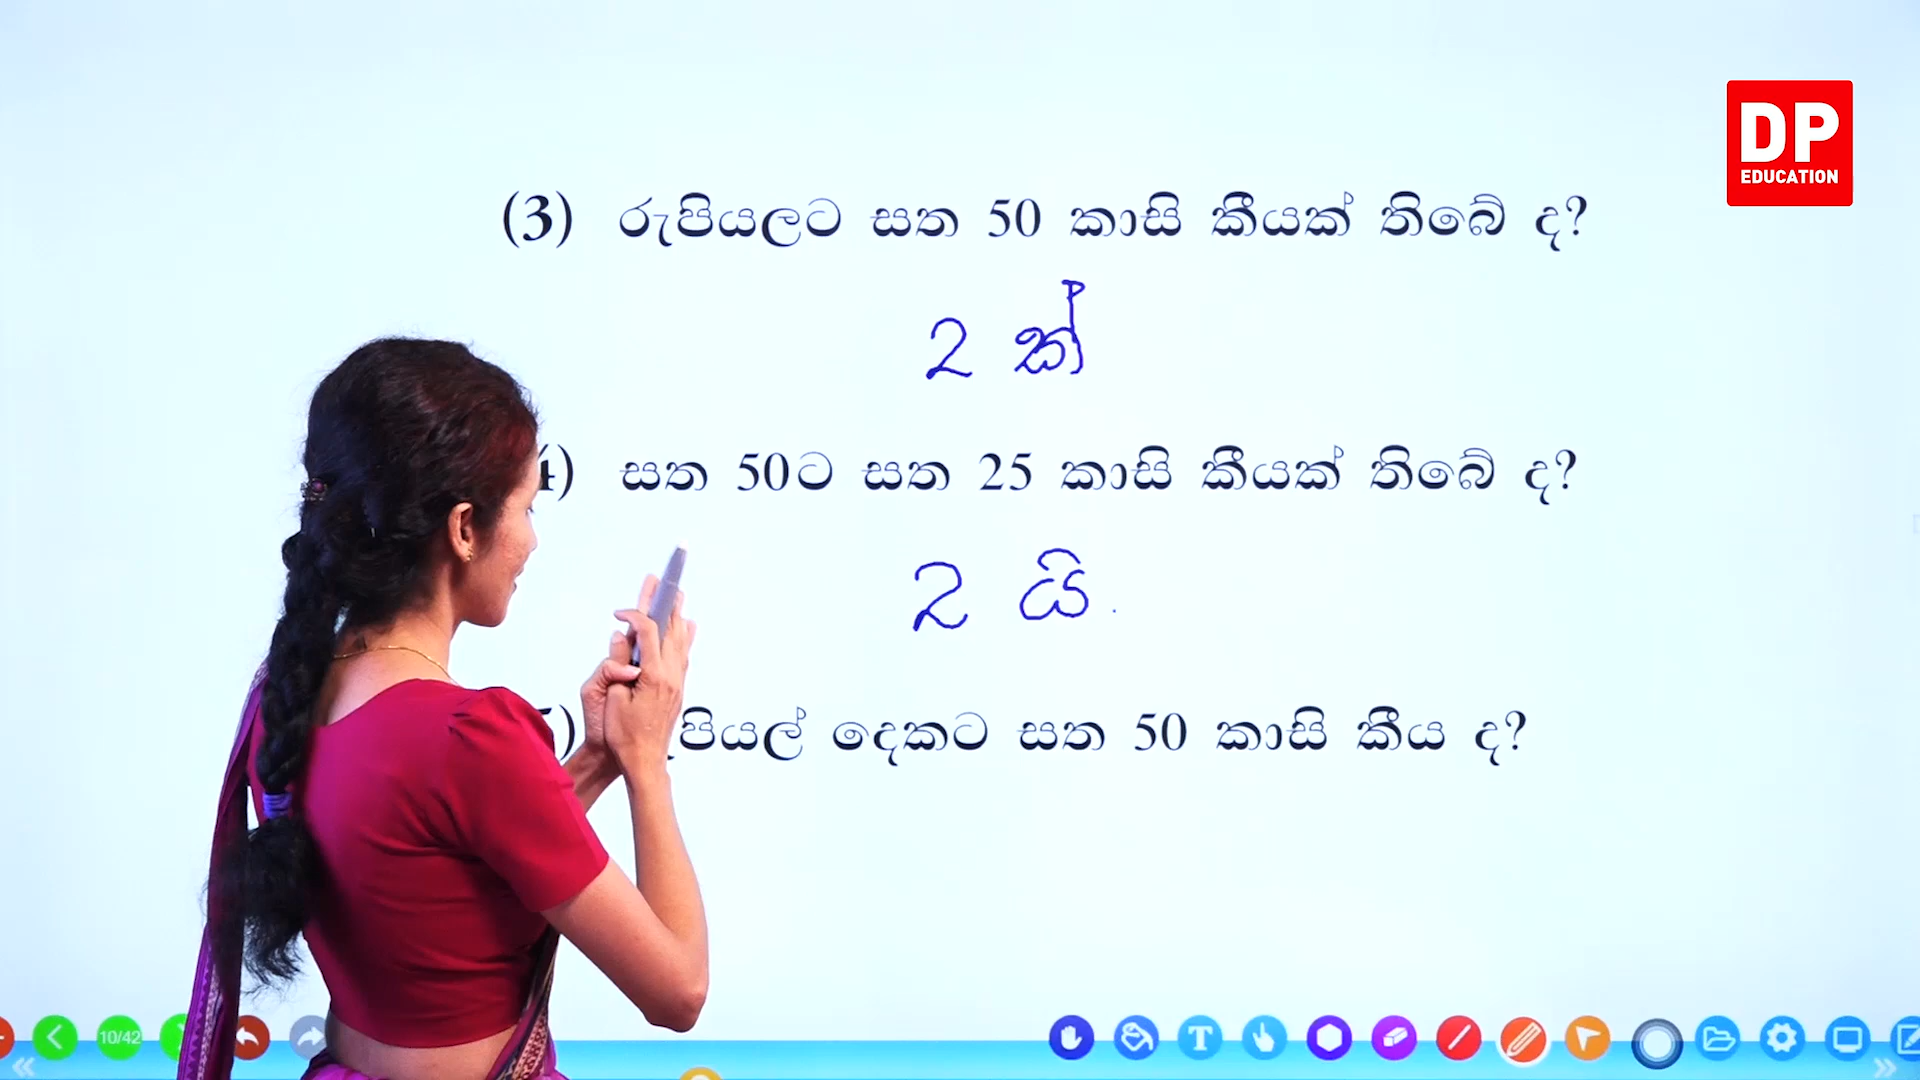 DP
EDUCATION
(3) රුපියලට සත 50 කාසි කීයක් තිබේ ද?
2 ක්
4) සත 50ට සත 25 කාසි කීයක් තිබේ ද?
2 යි.
දෙකට සත 50 කාසි කීය ද?
10/42
T